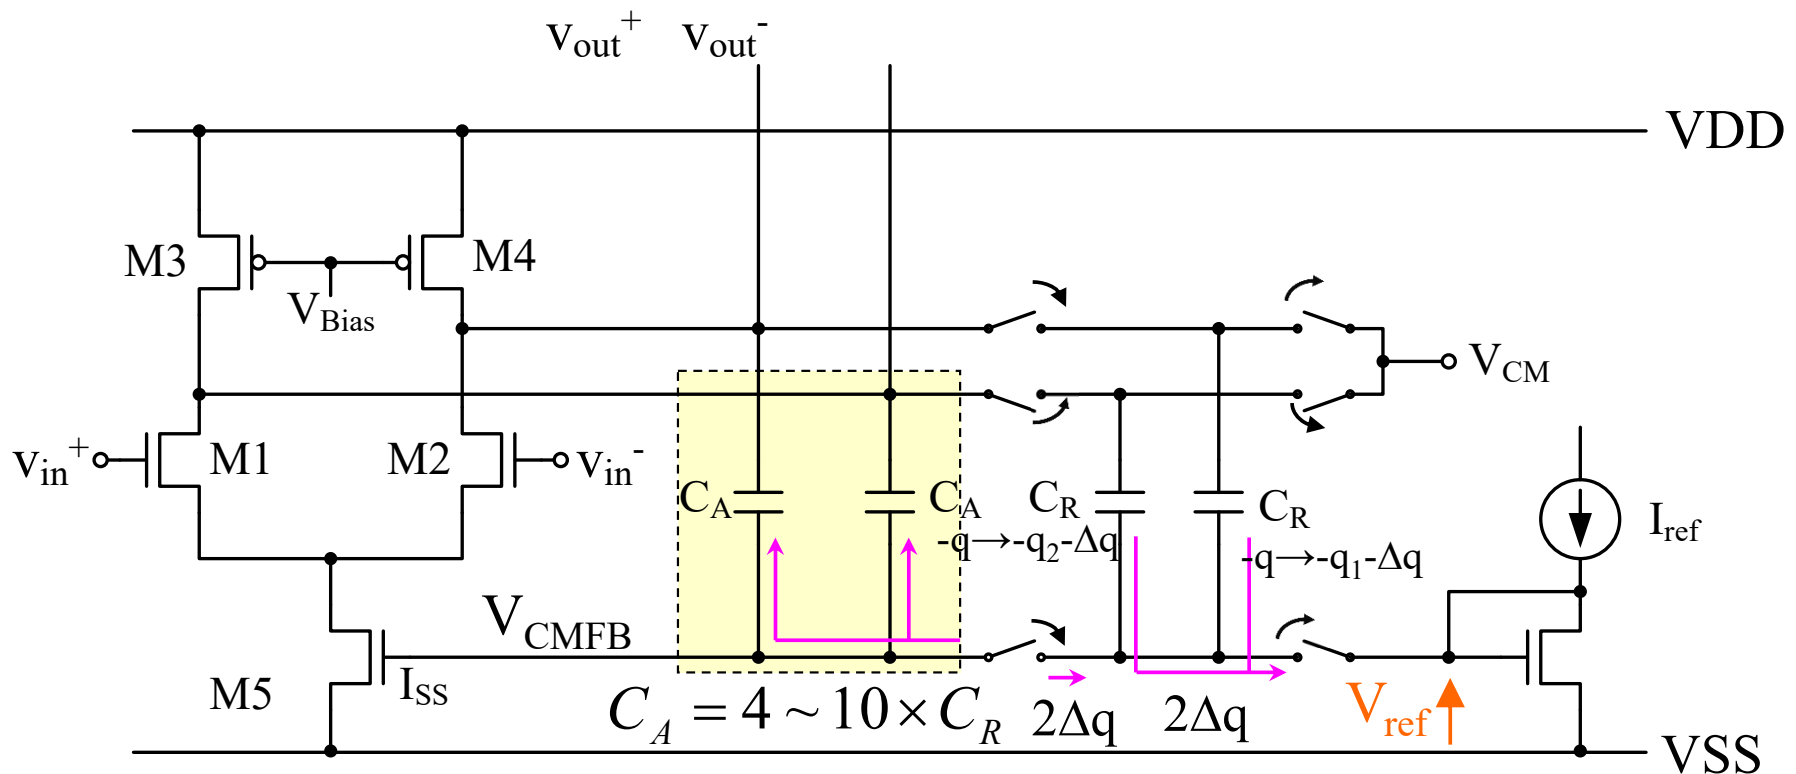 vout+ vout-
VDD
M3
M4
VBias
VCM
vin+
M1
M2
vin-
CA
CA
CR
CR
Iref
-q→-q2-Δq
-q→-q1-Δq
VCMFB
M5
ISS
CA = 4 ~ 10 × CR
2Δq
2Δq
Vref
VSS